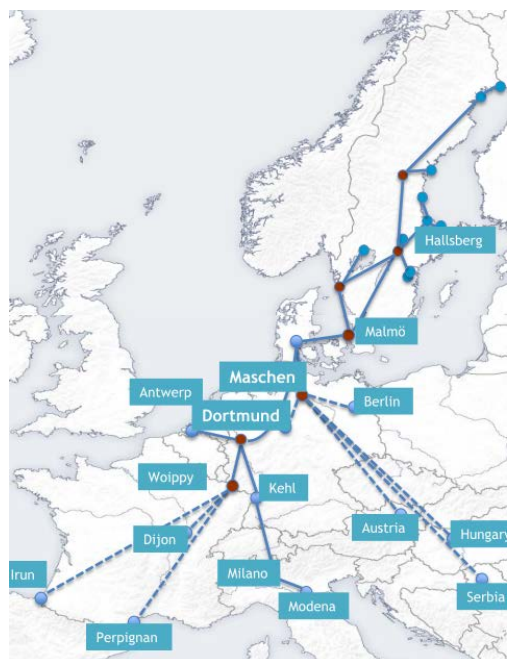 Hallsberg
Malmö
Maschen
Antwerp
Berlin
Dortmund
Woippy
Kehl
Dijon
Austria
Hungary
Irun
Milano
Serbia
Modena
Perpignan